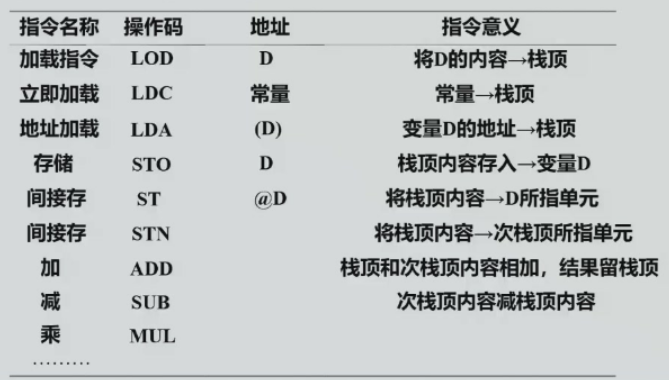 指令名称 操作码 地址 指令意义
加载指令 LOD D 将D的内容→栈顶
立即加载 LDC 常量 常量→栈顶
地址加载 LDA (D) 变量D的地址→栈顶
存储 STO D 栈顶内容存入→变量D
间接存 ST @D 将栈顶内容→D所指单元
间接存 STN 将栈顶内容→次栈顶所指单元
加 ADD 栈顶和次栈顶内容相加，结果留栈顶
减 SUB 次栈顶内容减栈顶内容
乘 MUL
………